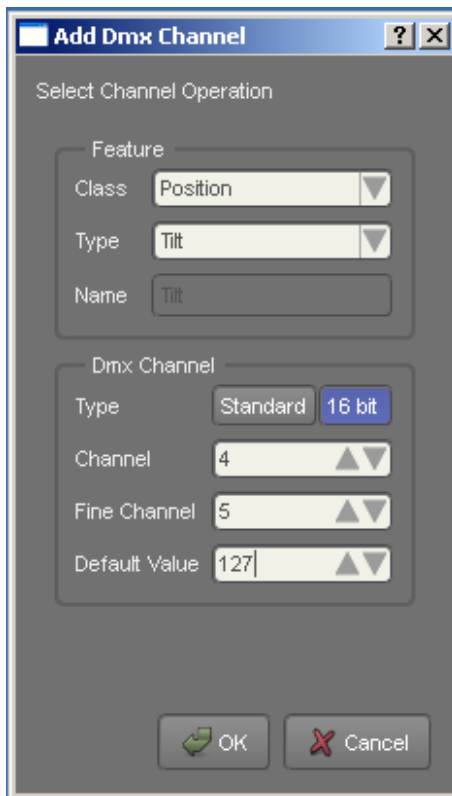 Add Dmx Channel
Select Channel Operation
Feature
Class Position
Type Tilt
Name Tilt
Dmx Channel
Type Standard 16 bit
Channel 4
Fine Channel 5
Default Value 127
OK Cancel